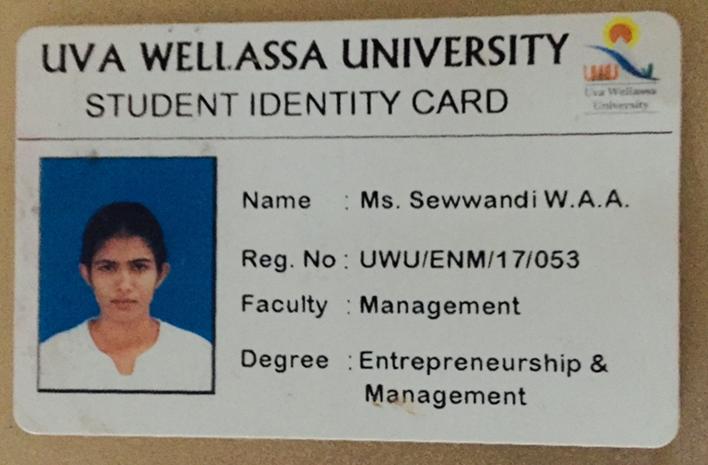 UVA WELLASSA UNIVERSITY
STUDENT IDENTITY CARD
Uva Wellassa
University
Name : Ms. Sewwandi W.A.A.
Reg. No : UWU/ENM/17/053
Faculty : Management
Degree : Entrepreneurship &
Management